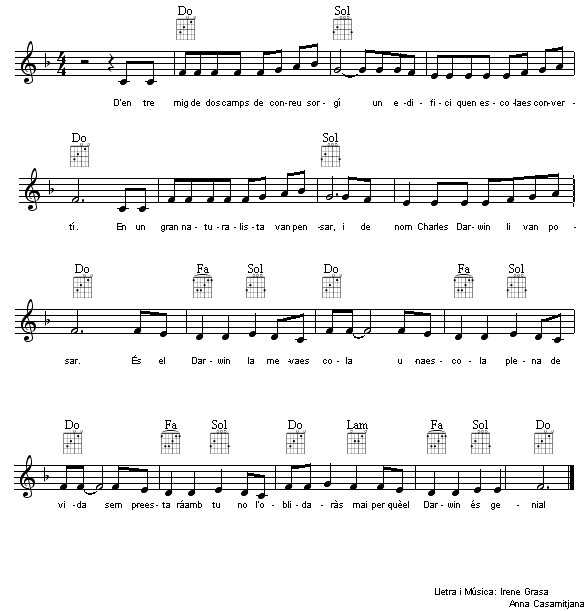 Do Sol
4
4
D'en tre mig de dos camps de con reu sor - gí un e - di - fi ci quen es - co - laes con - ver -
Do Sol
tí. En un gran na - tu - ra - lis - ta van pen - sar, i de nom Charles Dar - win li van po -
Do Fa Sol Do Fa Sol
sar. És el Dar - win la me - vaes co - la u - naes - co - la ple - na de
Do Fa Sol Do Lam Fa Sol Do
vi - da sem prees - ta ràamb tu no l'o - bli - da - ràs mai per quèel Dar - win és ge - nial
Lletra i Música: Irene Grasa
Anna Casamitjana